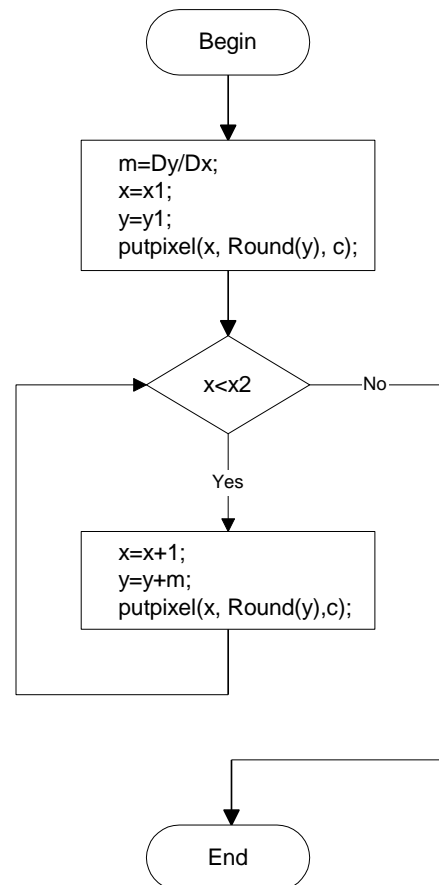 Begin
m=Dy/Dx;
x=x1;
y=y1;
putpixel(x, Round(y), c);
x<x2
No
Yes
x=x+1;
y=y+m;
putpixel(x, Round(y),c);
End